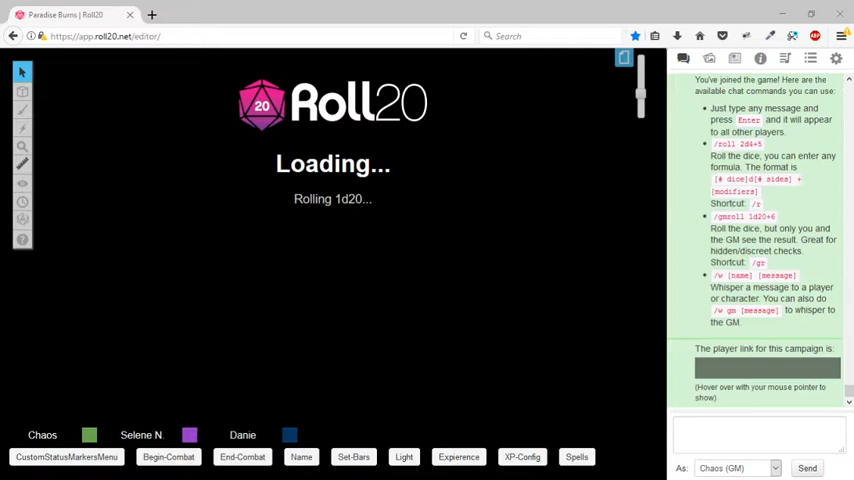 Paradise Burns | Roll20
https://app.roll20.net/editor/
Search
ABP
20
Roll20
Loading...
Rolling 1d20...
You've joined the game! Here are the
available chat commands you can use:
Just type any message and
press Enter and it will appear
to all other players.
/roll 2d4+5
Roll the dice, you can enter any
formula. The format is
[# dice]d[# sides] +
[modifiers]
Shortcut: /r
/gmroll 1d20+6
Roll the dice, but only you and
the GM see the result. Great for
hidden/discreet checks.
Shortcut: /gr
/w [name] [message]
Whisper a message to a player
or character. You can also do
/w gm [message] to whisper to
the GM.
The player link for this campaign is:
(Hover over with your mouse pointer to
show)
Chaos
Selene N.
Danie
CustomStatusMarkersMenu
Begin-Combat
End-Combat
Name
Set-Bars
Light
Expierence
XP-Config
Spells
As:
Chaos (GM)
Send